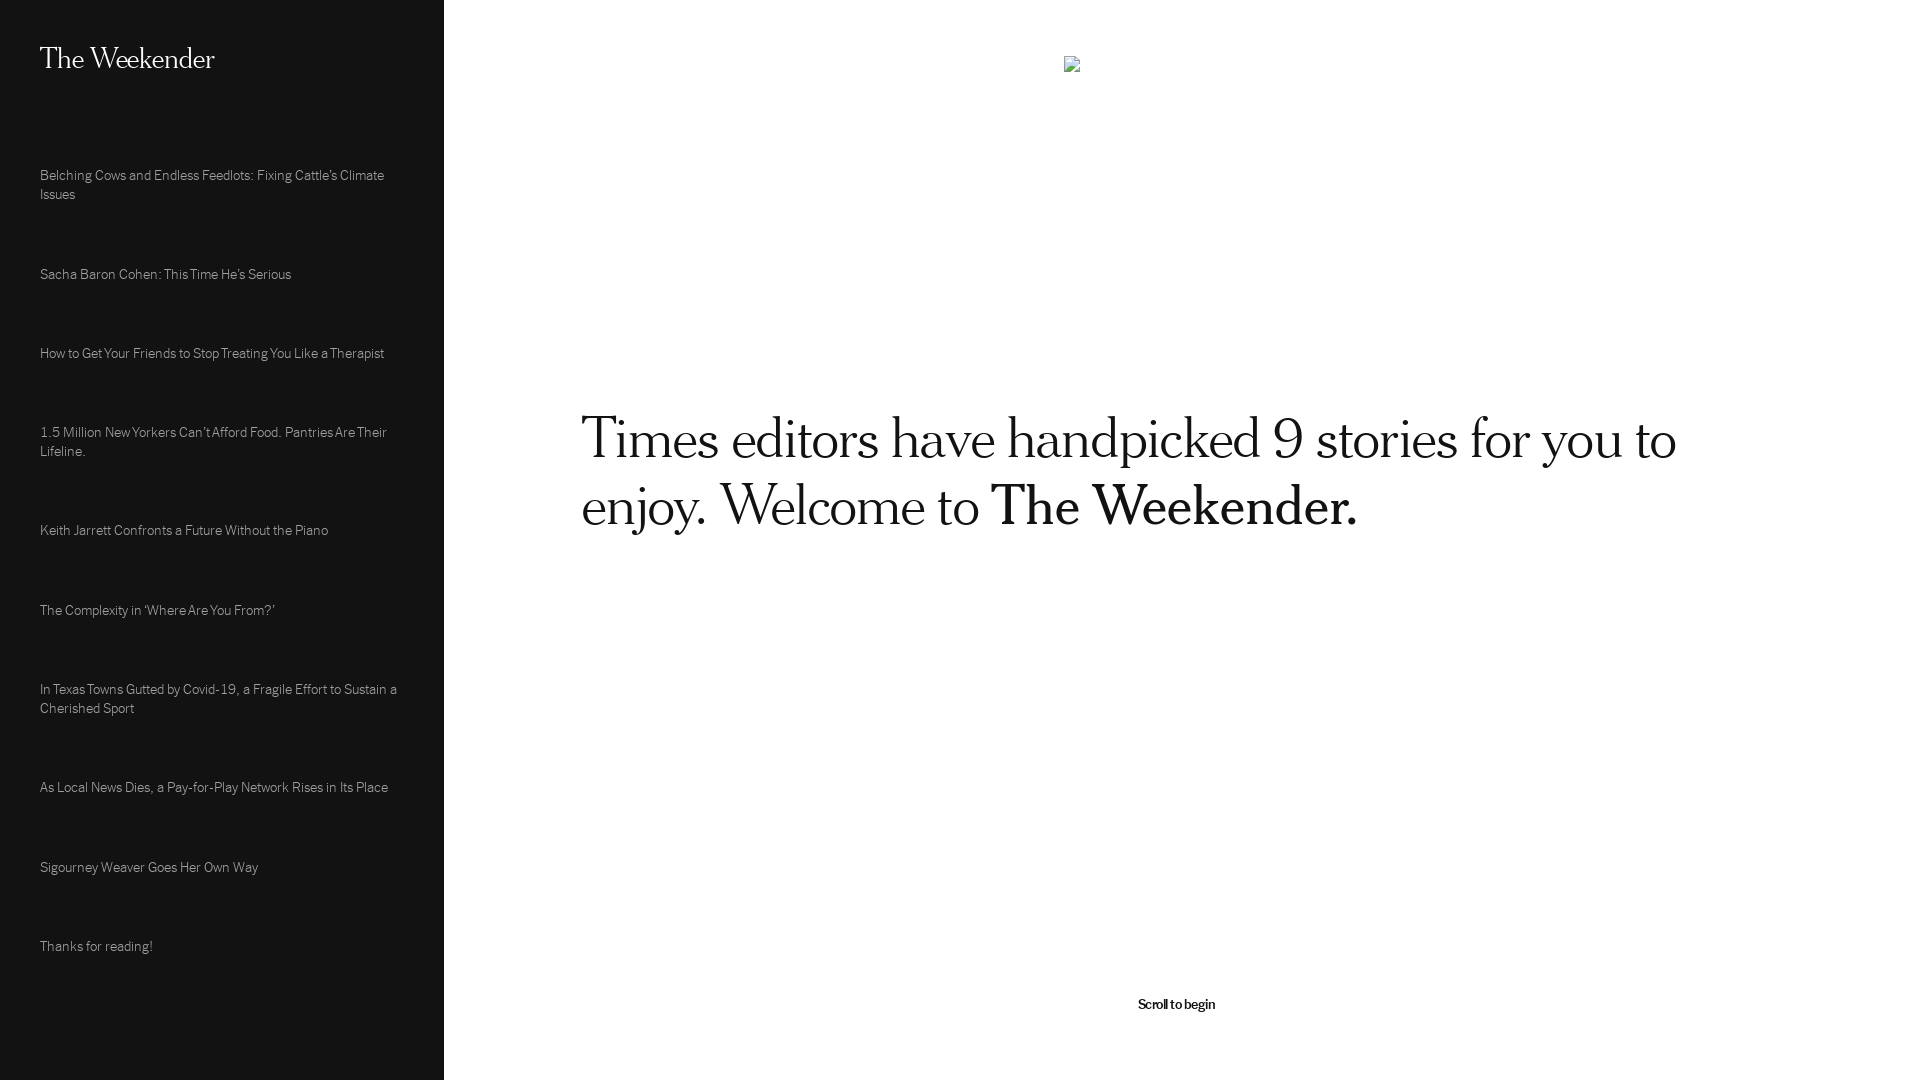 The Weekender
Belching Cows and Endless Feedlots: Fixing Cattle’s Climate
Issues
Sacha Baron Cohen: This Time He’s Serious
How to Get Your Friends to Stop Treating You Like a Therapist
1.5 Million New Yorkers Can’t Afford Food. Pantries Are Their
Lifeline.
Keith Jarrett Confronts a Future Without the Piano
The Complexity in ‘Where Are You From?’
In Texas Towns Gutted by Covid-19, a Fragile Effort to Sustain a
Cherished Sport
As Local News Dies, a Pay-for-Play Network Rises in Its Place
Sigourney Weaver Goes Her Own Way
Thanks for reading!
Times editors have handpicked 9 stories for you to
enjoy. Welcome to The Weekender.
Scroll to begin